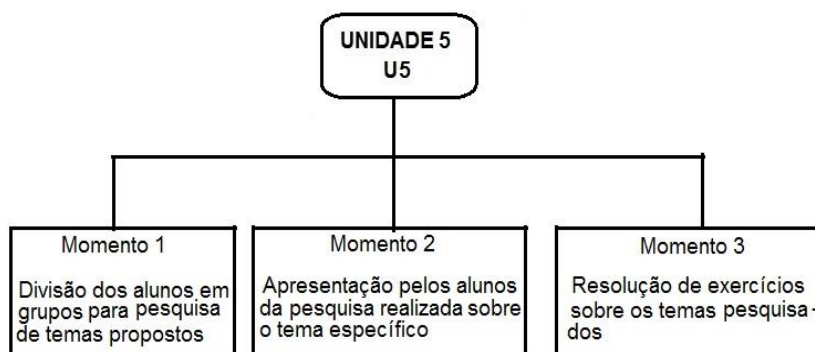 UNIDADE 5
U5
Momento 1
Divisão dos alunos em
grupos para pesquisa
de temas propostos
Momento 2
Apresentação pelos alunos
da pesquisa realizada sobre
o tema específico
Momento 3
Resolução de exercícios
sobre os temas pesquisa-
dos